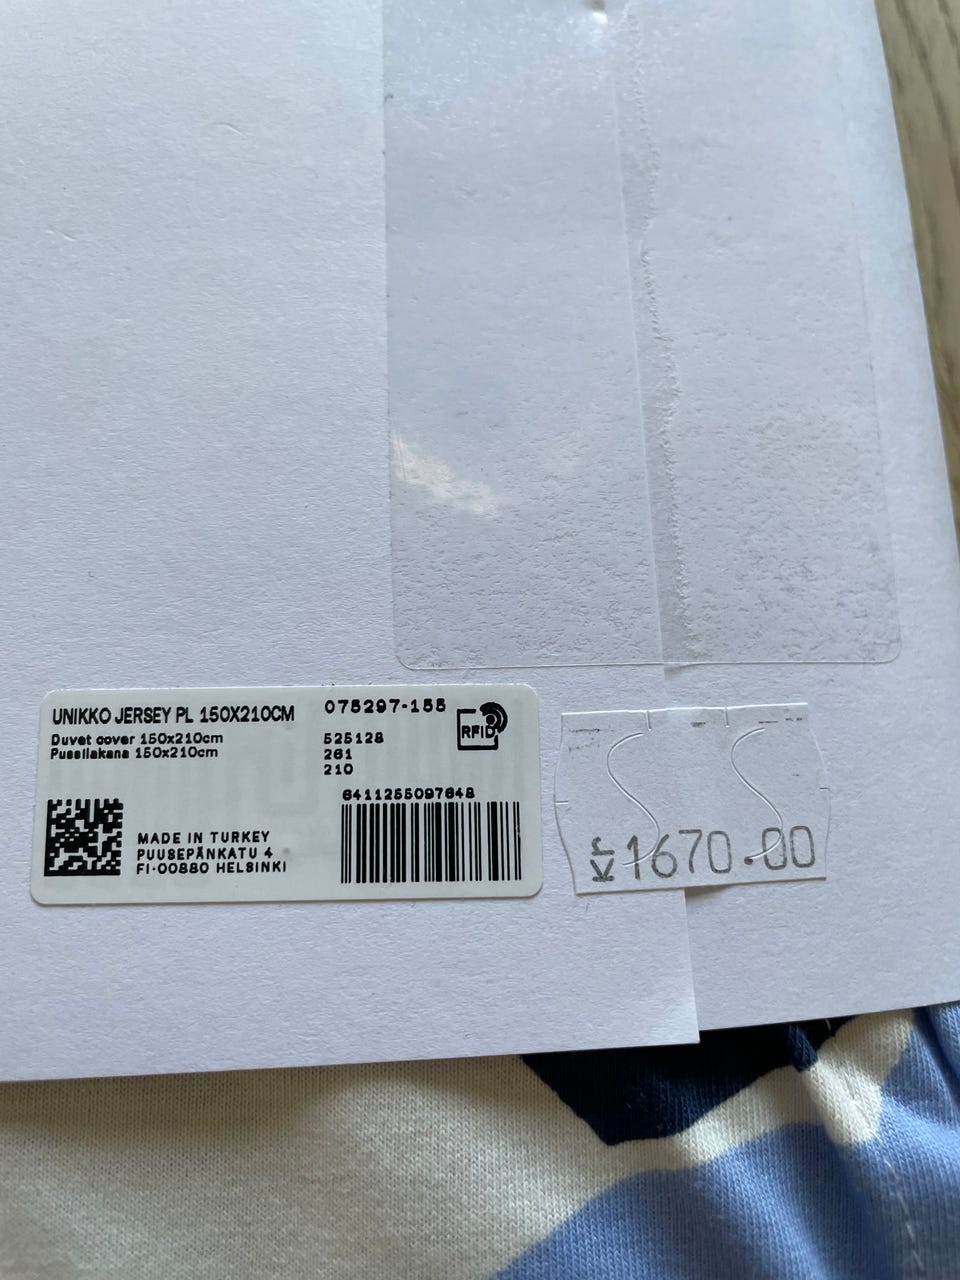 UNIKKO JERSEY PL 150X210CM
075297-155
Duvet cover 150x210cm
Pussilakana 150x210cm
525128
261
210
RFID
6411255097648
MADE IN TURKEY
PUUSEPÄNKATU 4
FI-00880 HELSINKI
Kr 1670.00